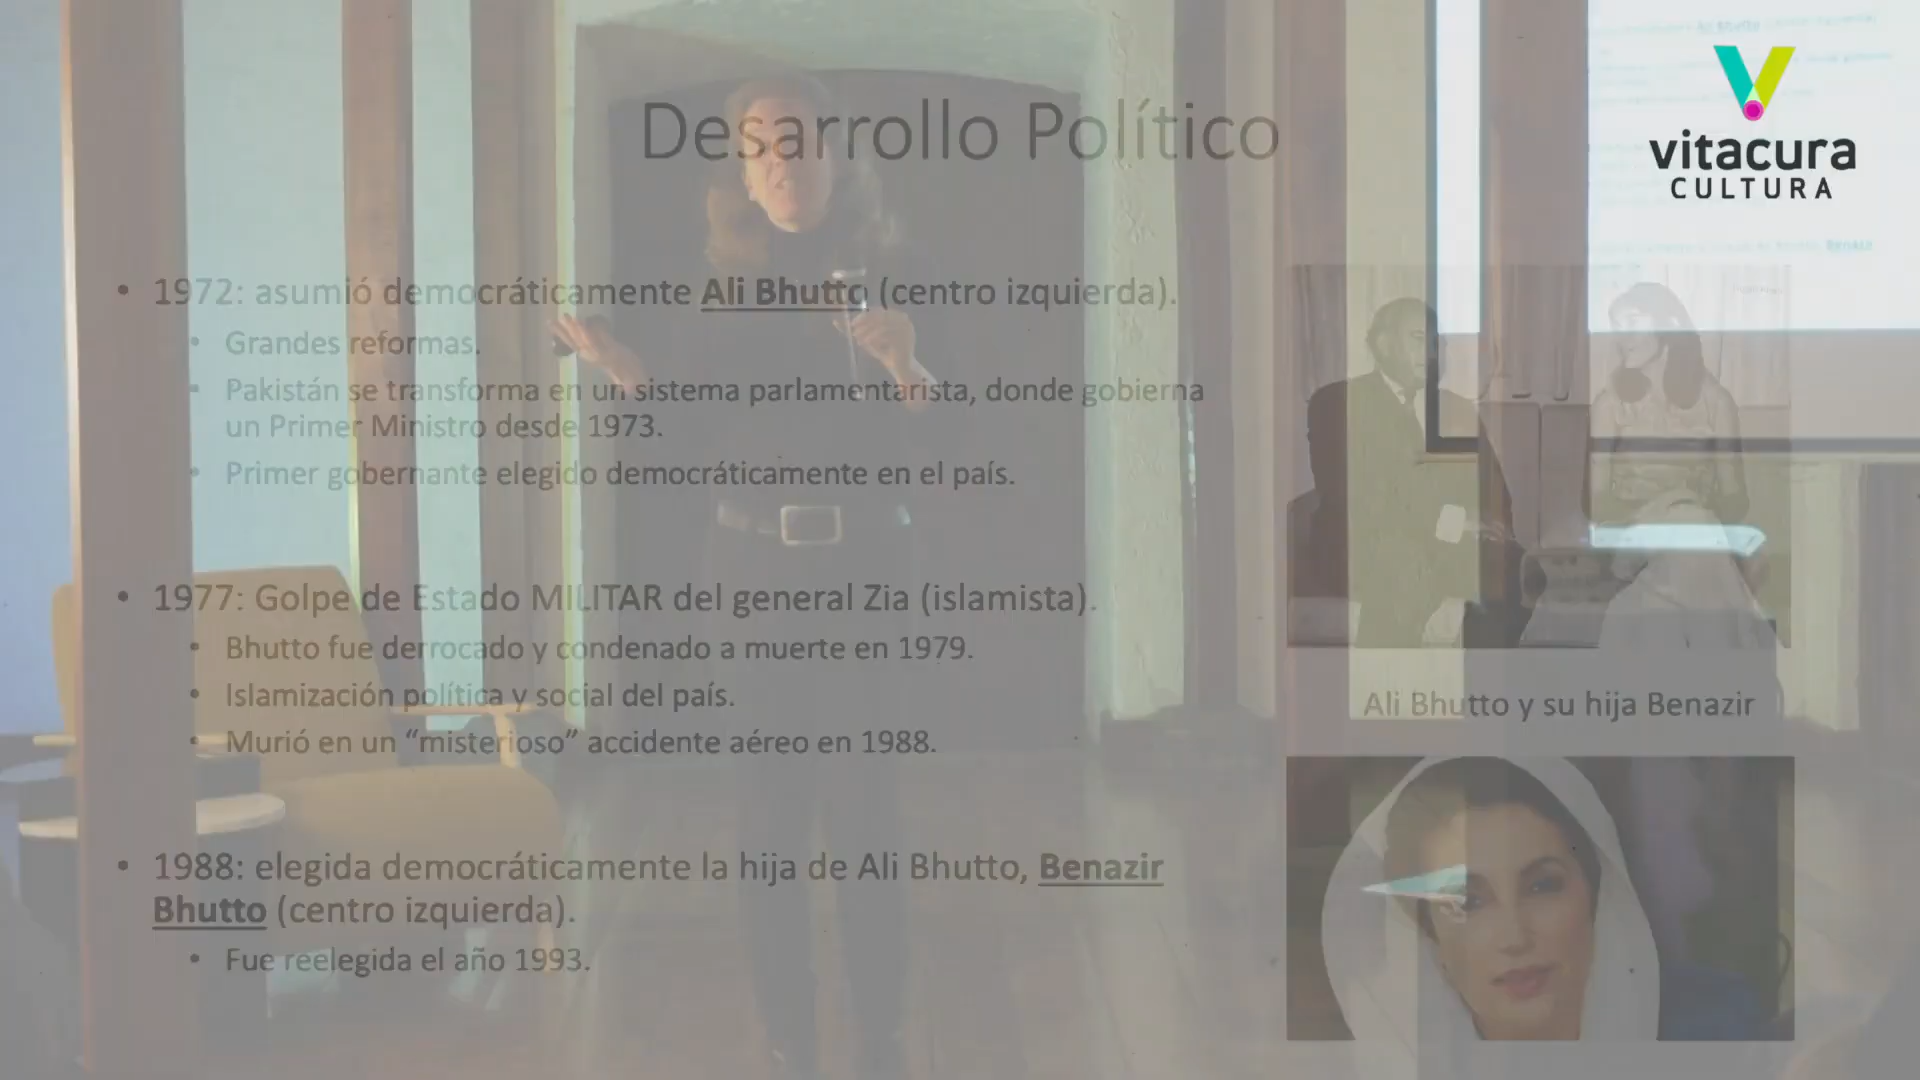 Desarrollo Político
vitacura
CULTURA
• 1972: asumió democráticamente Ali Bhutto (centro izquierda).
• Grandes reformas.
• Pakistán se transforma en un sistema parlamentarista, donde gobierna
un Primer Ministro desde 1973.
• Primer gobernante elegido democráticamente en el país.
• 1977: Golpe de Estado MILITAR del general Zia (islamista).
• Bhutto fue derrocado y condenado a muerte en 1979.
• Islamización política y social del país.
• Murió en un “misterioso” accidente aéreo en 1988.
• 1988: elegida democráticamente la hija de Ali Bhutto, Benazir
Bhutto (centro izquierda).
• Fue reelegida el año 1993.
Ali Bhutto y su hija Benazir